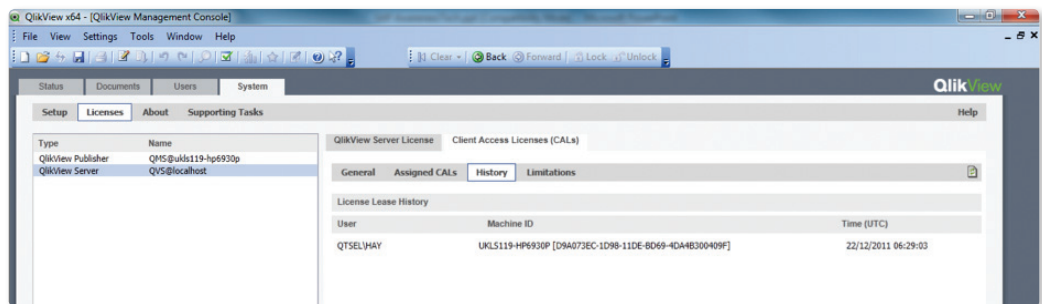 QlikView x64 - [QlikView Management Console]
File View Settings Tools Window Help
Clear Back Forward Lock Unlock
Status Documents Users System
QlikView
Setup Licenses About Supporting Tasks Help
Type Name
QlikView Publisher QMS@ukls119-hp6930p
QlikView Server QVS@localhost
QlikView Server License Client Access Licenses (CALs)
General Assigned CALs History Limitations
License Lease History
User Machine ID Time (UTC)
QTSEL\HAY UKLS119-HP6930P [D9A073EC-1D98-11DE-BD69-4DA4B300409F] 22/12/2011 06:29:03